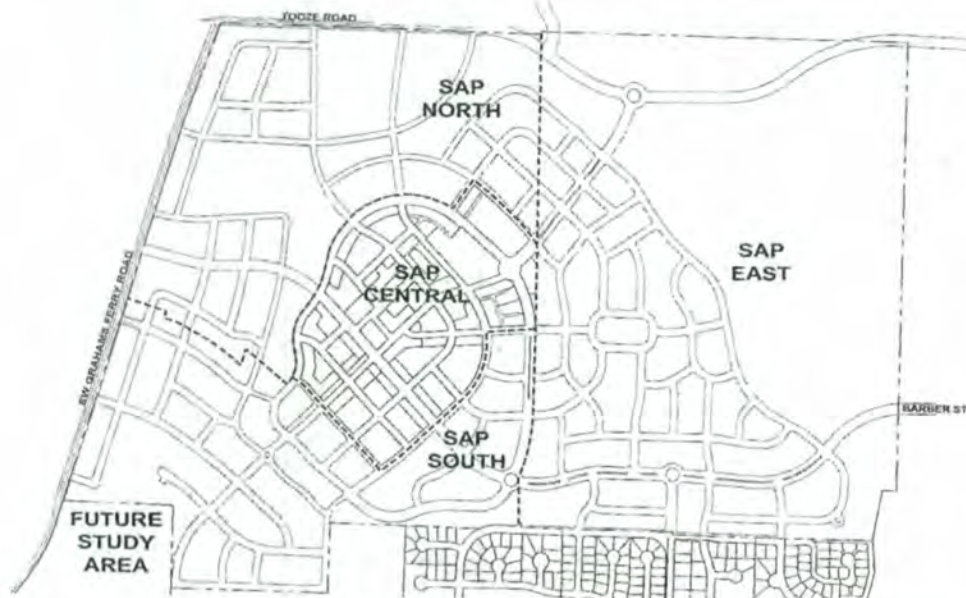 TOOZE ROAD
SAP
NORTH
SAP
EAST
SAP
CENTRAL
SW GRAHAMS FERRY ROAD
BARBER ST
SAP
SOUTH
FUTURE
STUDY
AREA